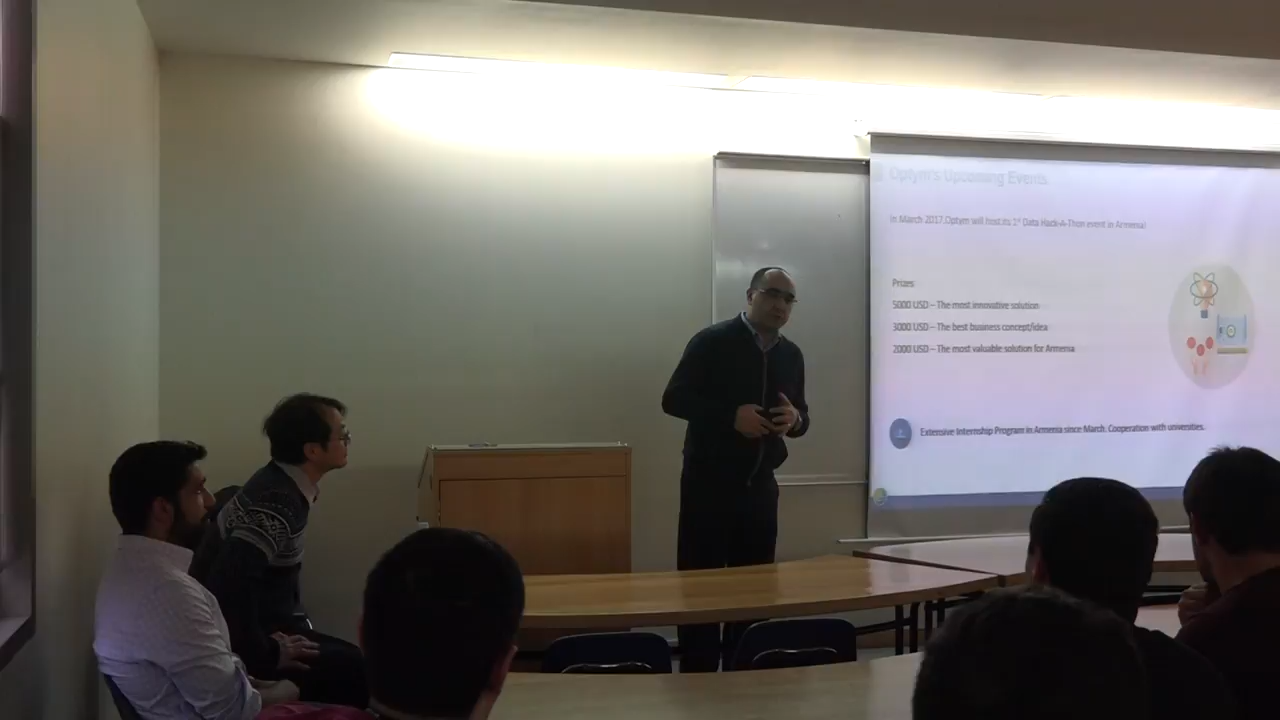 Optym's Upcoming Events
In March 2017,Optym will host its 1st Data Hack-A-Thon event in Armenia!
Prizes
5000 USD – The most innovative solution
3000 USD – The best business concept/idea
2000 USD – The most valuable solution for Armenia
Extensive Internship Program in Armenia since March. Cooperation with universities.